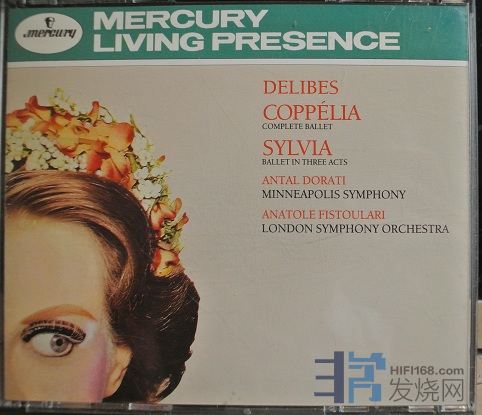 mercury
MERCURY
LIVING PRESENCE
DELIBES
COPPÉLIA
COMPLETE BALLET
SYLVIA
BALLET IN THREE ACTS
ANTAL DORATI
MINNEAPOLIS SYMPHONY
ANATOLE FISTOULARI
LONDON SYMPHONY ORCHESTRA
HIFI168.com
发烧网